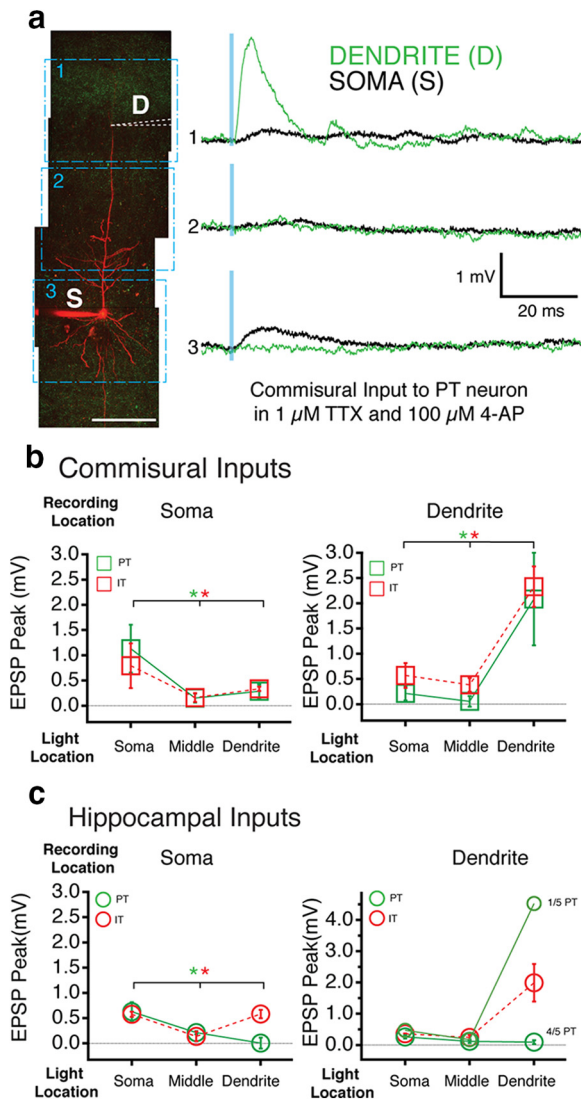 a
1
D
2
3
S
DENDRITE (D)
SOMA (S)
1
2
3
1 mV
20 ms
Commisural Input to PT neuron
in 1 µM TTX and 100 µM 4-AP
b Commisural Inputs
Recording
Location
Soma
Dendrite
PT
IT
* *
EPSP Peak (mV)
3.0
2.5
2.0
1.5
1.0
0.5
0.0
Light
Location
Soma Middle Dendrite
* *
PT
IT
EPSP Peak (mV)
3.0
2.5
2.0
1.5
1.0
0.5
0.0
Light
Location
Soma Middle Dendrite
c Hippocampal Inputs
Recording
Location
Soma
Dendrite
PT
IT
* *
EPSP Peak(mV)
3.0
2.5
2.0
1.5
1.0
0.5
0.0
Light
Location
Soma Middle Dendrite
PT
IT
1/5 PT
4/5 PT
EPSP Peak(mV)
4.0
3.0
2.0
1.0
0.0
Light
Location
Soma Middle Dendrite